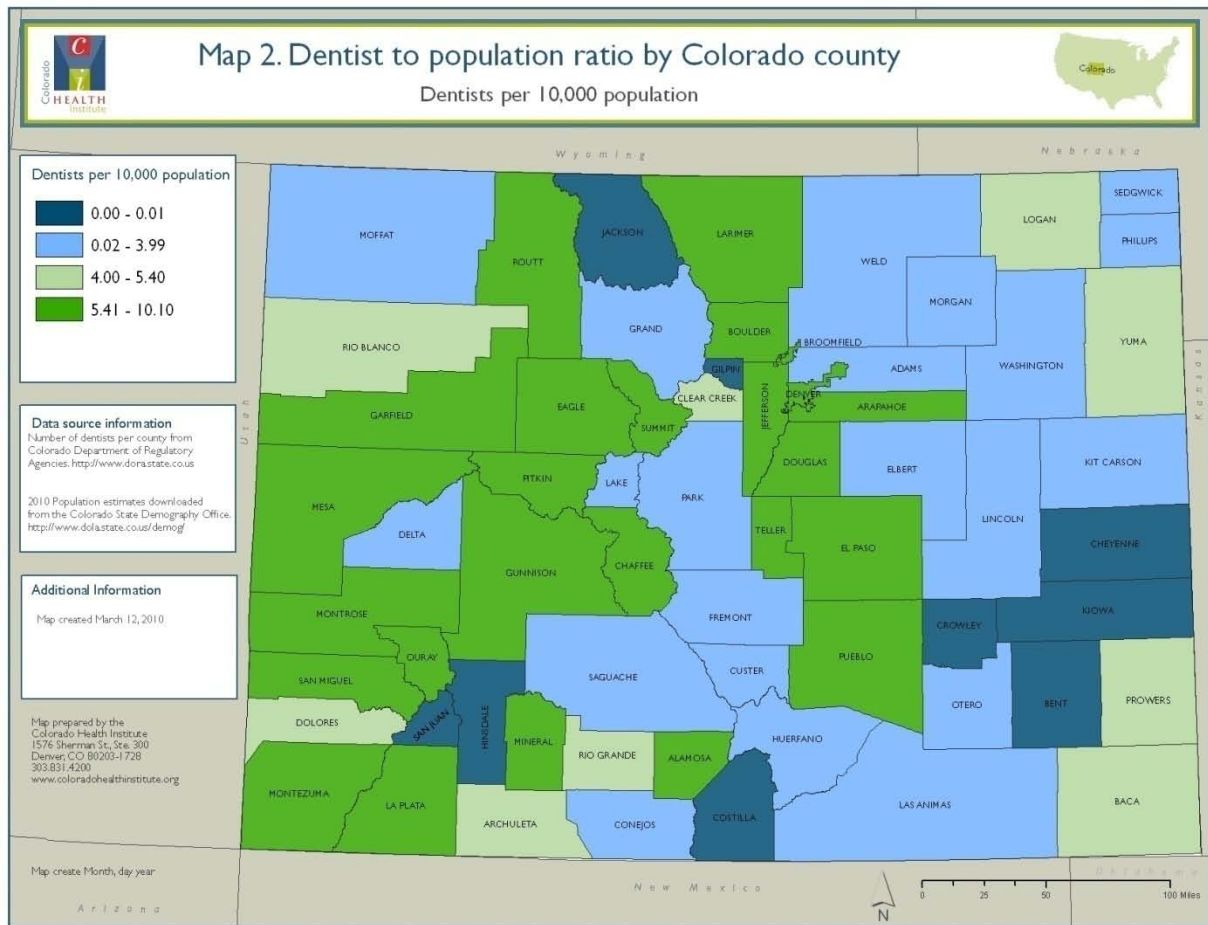 Colorado
C
i
HEALTH
Institute
Map 2. Dentist to population ratio by Colorado county
Dentists per 10,000 population
Colorado
Wyoming
Nebraska
Dentists per 10,000 population
0.00 - 0.01
0.02 - 3.99
4.00 - 5.40
5.41 - 10.10
Data source information
Number of dentists per county from
Colorado Department of Regulatory
Agencies. http://www.dora.state.co.us
2010 Population estimates downloaded
from the Colorado State Demography Office.
http://www.dola.state.co.us/demog/
Additional Information
Map created March 12, 2010
Map prepared by the
Colorado Health Institute
1576 Sherman St., Ste. 300
Denver, CO 80203-1728
303.831.4200
www.coloradohealthinstitute.org
Map create Month, day year
Utah
Kansas
MOFFAT
ROUTT
JACKSON
LARIMER
WELD
LOGAN
SEDGWICK
PHILLIPS
MORGAN
GRAND
BOULDER
RIO BLANCO
BROOMFIELD
YUMA
GILPIN
ADAMS
WASHINGTON
CLEAR CREEK
JEFFERSON
DENVER
ARAPAHOE
GARFIELD
EAGLE
SUMMIT
DOUGLAS
ELBERT
KIT CARSON
PITKIN
LAKE
PARK
MESA
DELTA
LINCOLN
TELLER
EL PASO
CHEYENNE
GUNNISON
CHAFFEE
MONTROSE
FREMONT
KIOWA
CROWLEY
OURAY
PUEBLO
CUSTER
SAN MIGUEL
SAGUACHE
OTERO
BENT
PROWERS
DOLORES
SAN JUAN
HINSDALE
MINERAL
RIO GRANDE
ALAMOSA
HUERFANO
MONTEZUMA
LA PLATA
ARCHULETA
CONEJOS
COSTILLA
LAS ANIMAS
BACA
Arizona
New Mexico
Oklahoma
N
0 25 50 100 Miles